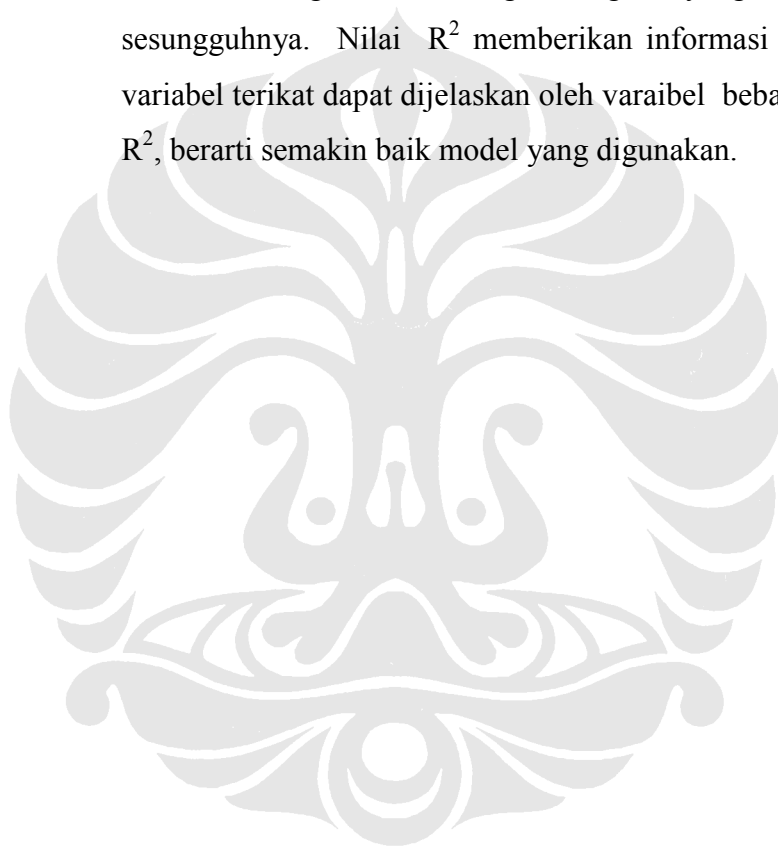 sesungguhnya. Nilai R² memberikan informasi
variabel terikat dapat dijelaskan oleh varaibel beba
R², berarti semakin baik model yang digunakan.